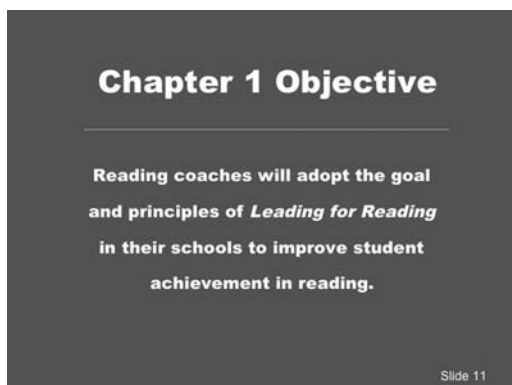 Chapter 1 Objective
Reading coaches will adopt the goal
and principles of Leading for Reading
in their schools to improve student
achievement in reading.
Slide 11